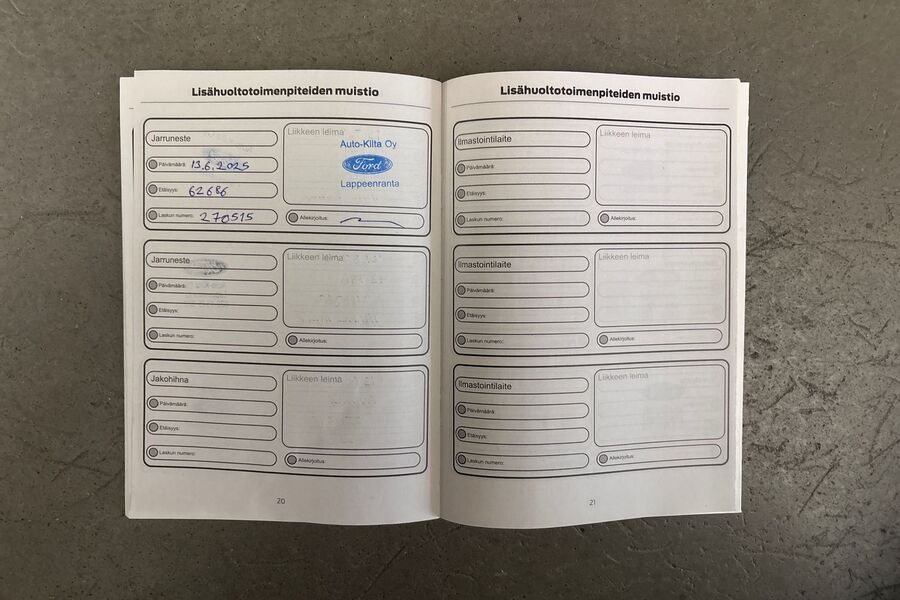 Lisähuoltotoimenpiteiden muistio
Jarruneste
Päivämäärä: 13.6.2025
Etäisyys: 62686
Laskun numero: 270515
Liikkeen leima
Auto-Kilta Oy
Ford
Lappeenranta
Allekirjoitus:
Jarruneste
Päivämäärä:
Etäisyys:
Laskun numero:
Liikkeen leima
Allekirjoitus:
Jakohihna
Päivämäärä:
Etäisyys:
Laskun numero:
Liikkeen leima
Allekirjoitus:
20
Lisähuoltotoimenpiteiden muistio
Ilmastointilaite
Päivämäärä:
Etäisyys:
Laskun numero:
Liikkeen leima
Allekirjoitus:
Ilmastointilaite
Päivämäärä:
Etäisyys:
Laskun numero:
Liikkeen leima
Allekirjoitus:
Ilmastointilaite
Päivämäärä:
Etäisyys:
Laskun numero:
Liikkeen leima
Allekirjoitus:
21